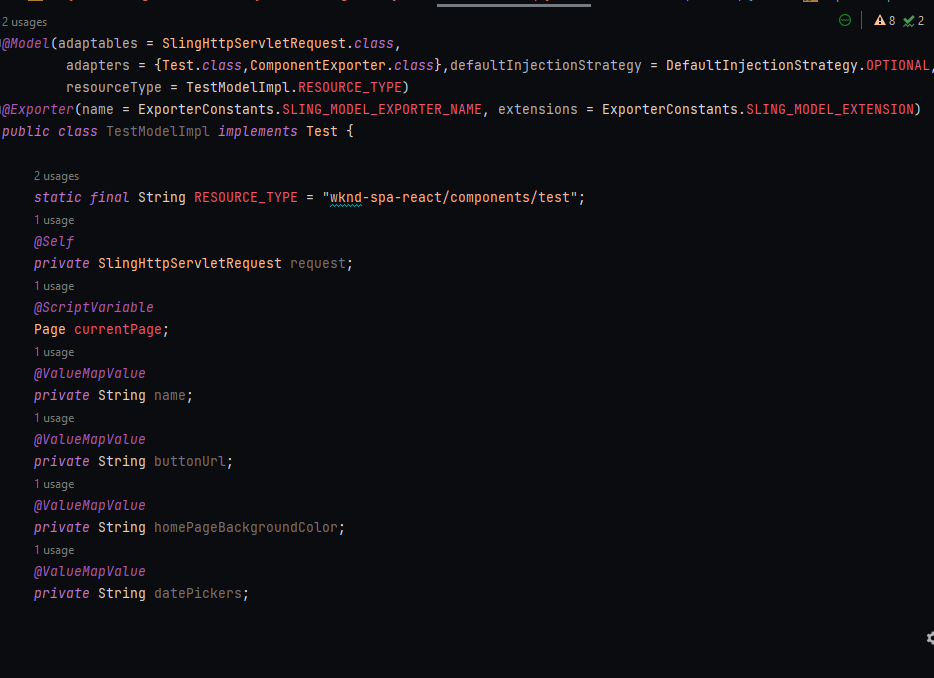 2 usages
8
2
@Model(adaptables = SlingHttpServletRequest.class,
adapters = {Test.class,ComponentExporter.class},defaultInjectionStrategy = DefaultInjectionStrategy.OPTIONAL,
resourceType = TestModelImpl.RESOURCE_TYPE)
@Exporter(name = ExporterConstants.SLING_MODEL_EXPORTER_NAME, extensions = ExporterConstants.SLING_MODEL_EXTENSION)
public class TestModelImpl implements Test {
2 usages
static final String RESOURCE_TYPE = "wknd-spa-react/components/test";
1 usage
@Self
private SlingHttpServletRequest request;
1 usage
@ScriptVariable
Page currentPage;
1 usage
@ValueMapValue
private String name;
1 usage
@ValueMapValue
private String buttonUrl;
1 usage
@ValueMapValue
private String homePageBackgroundColor;
1 usage
@ValueMapValue
private String datePickers;